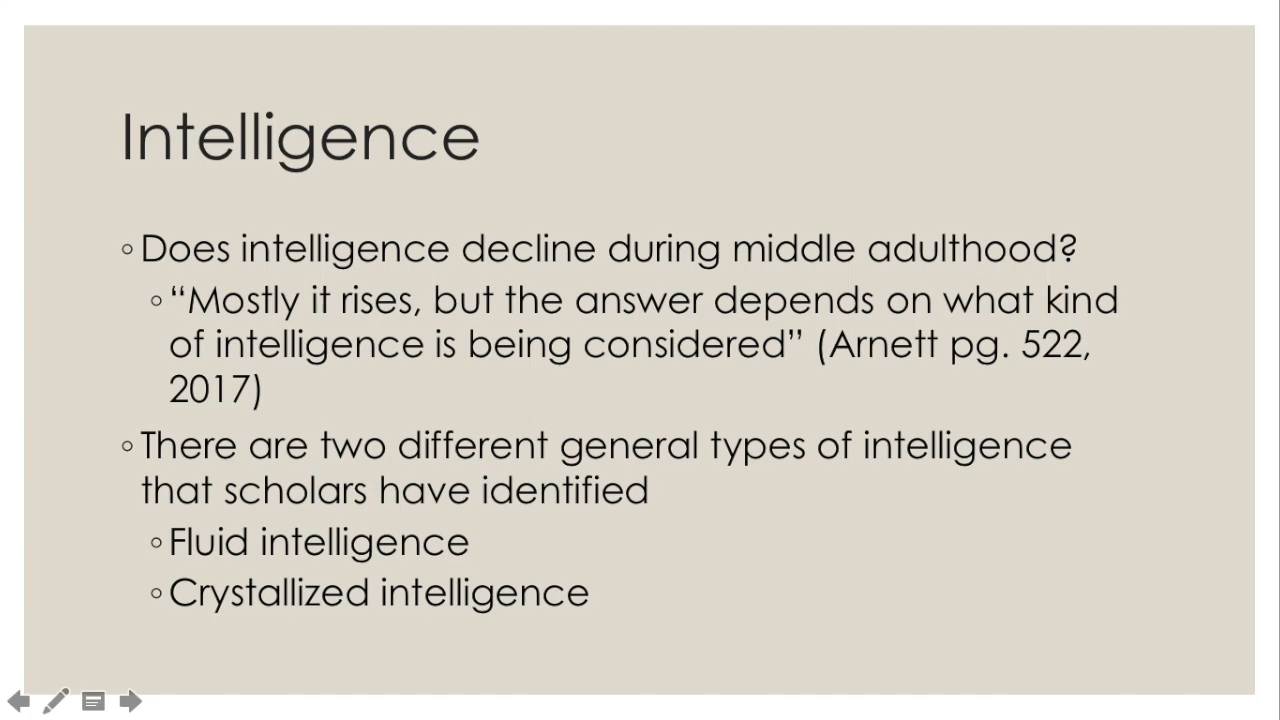 Intelligence
◦ Does intelligence decline during middle adulthood?
◦ “Mostly it rises, but the answer depends on what kind
of intelligence is being considered” (Arnett pg. 522,
2017)
◦ There are two different general types of intelligence
that scholars have identified
◦ Fluid intelligence
◦ Crystallized intelligence